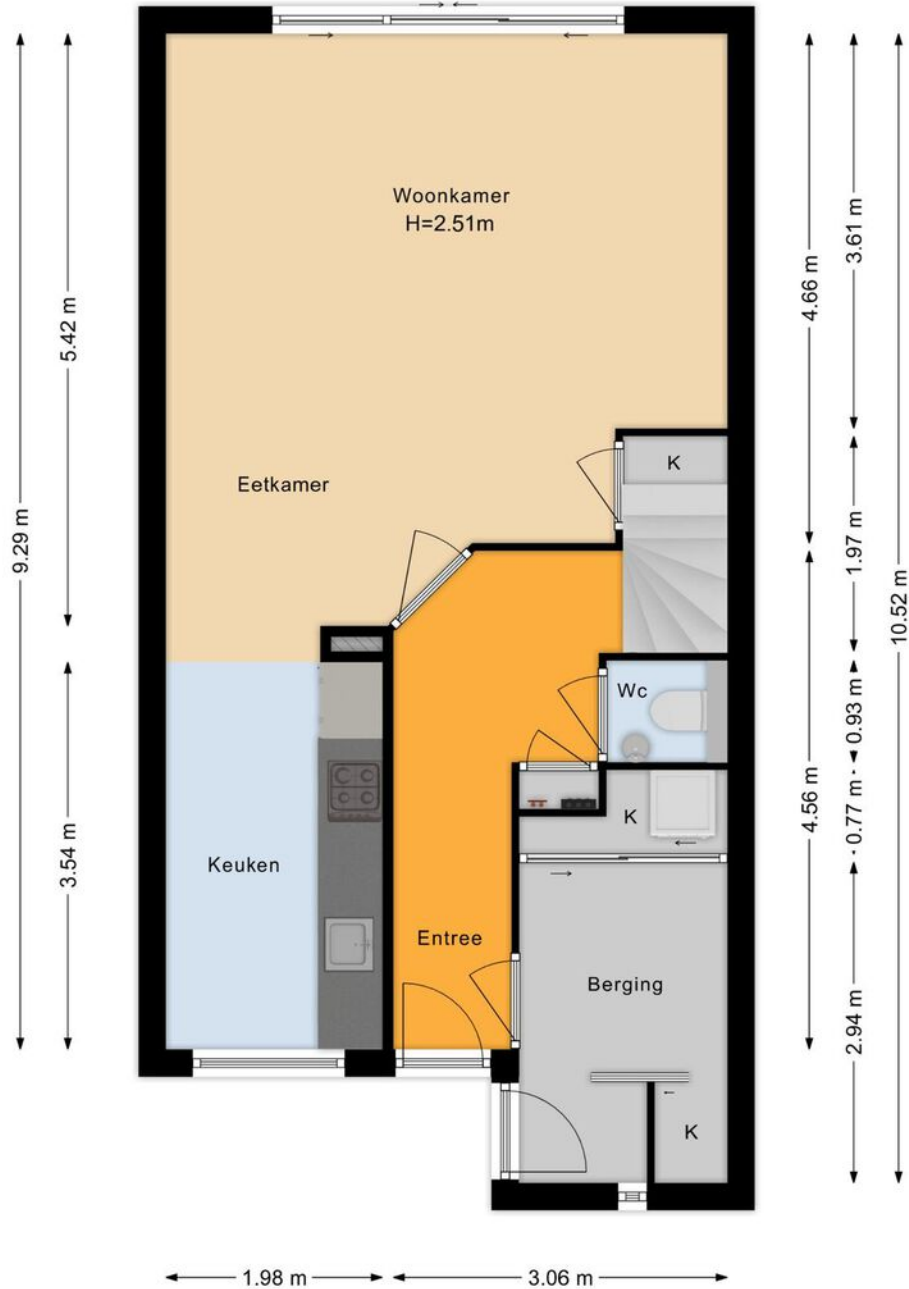 Woonkamer
H=2.51m
3.61 m
4.66 m
5.42 m
K
Eetkamer
9.29 m
1.97 m
10.52 m
Wc
0.93 m
4.56 m
0.77 m
K
3.54 m
Keuken
Entree
Berging
2.94 m
K
1.98 m
3.06 m